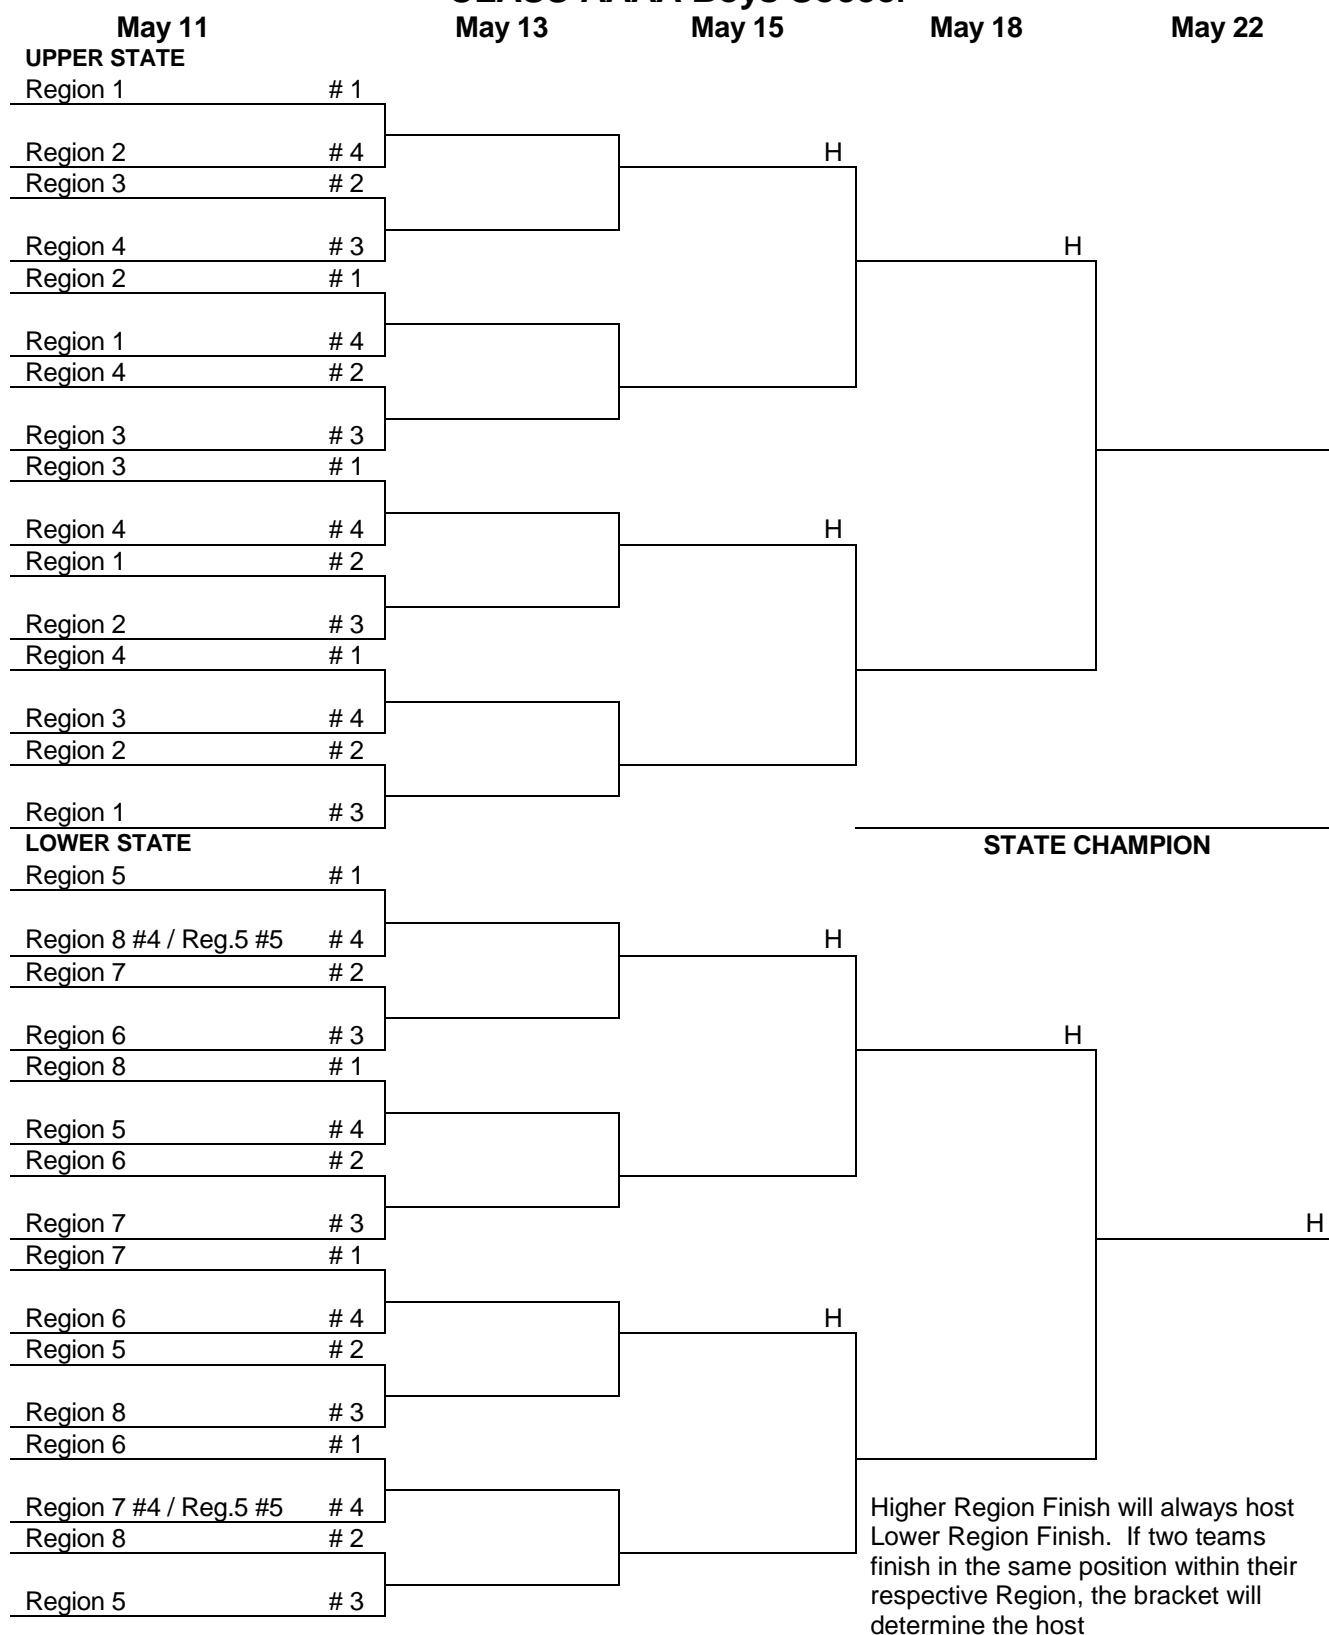 May 11 May 13 May 15 May 18 May 22
UPPER STATE
Region 1 # 1
Region 2 # 4 H
Region 3 # 2
Region 4 # 3 H
Region 2 # 1
Region 1 # 4
Region 4 # 2
Region 3 # 3
Region 3 # 1
Region 4 # 4 H
Region 1 # 2
Region 2 # 3
Region 4 # 1
Region 3 # 4
Region 2 # 2
Region 1 # 3
LOWER STATE STATE CHAMPION
Region 5 # 1
Region 8 #4 / Reg.5 #5 # 4 H
Region 7 # 2
Region 6 # 3 H
Region 8 # 1
Region 5 # 4
Region 6 # 2
Region 7 # 3 H
Region 7 # 1
Region 6 # 4 H
Region 5 # 2
Region 8 # 3
Region 6 # 1
Region 7 #4 / Reg.5 #5 # 4
Region 8 # 2
Region 5 # 3
Higher Region Finish will always host
Lower Region Finish. If two teams
finish in the same position within their
respective Region, the bracket will
determine the host